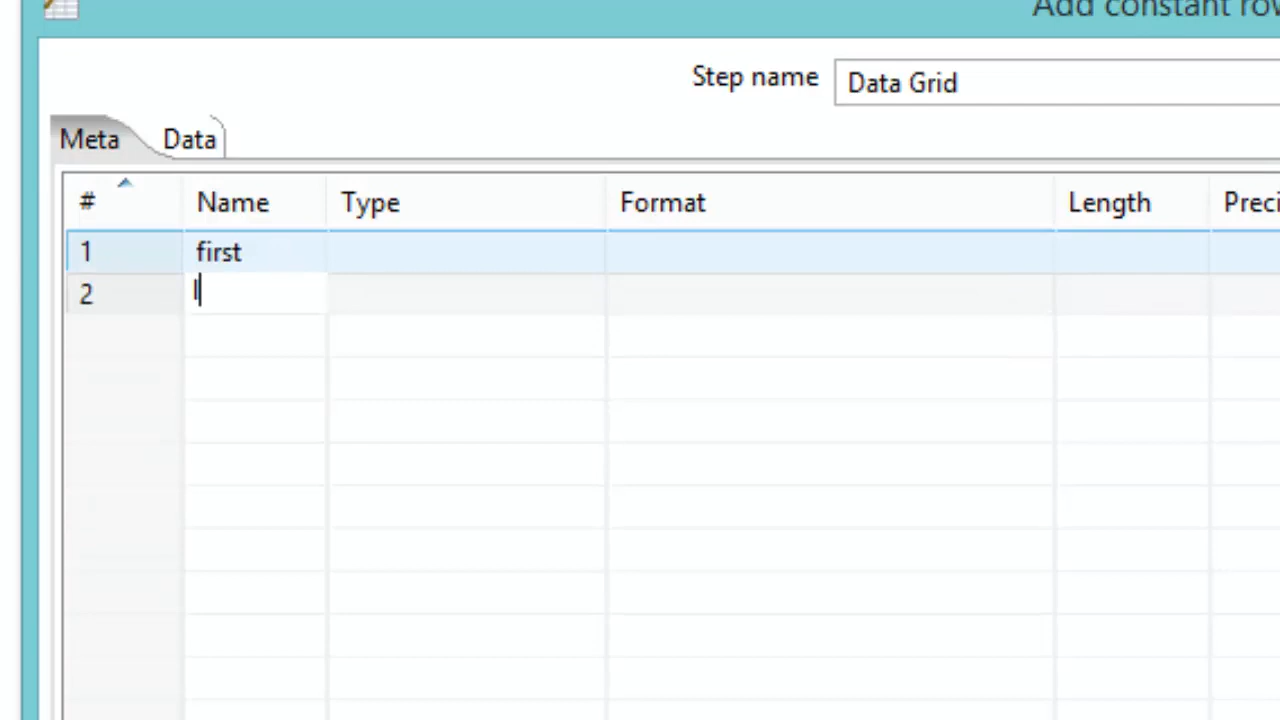 Add constant row
Step name Data Grid
Meta Data
# Name Type Format Length Preci
1 first
2 l